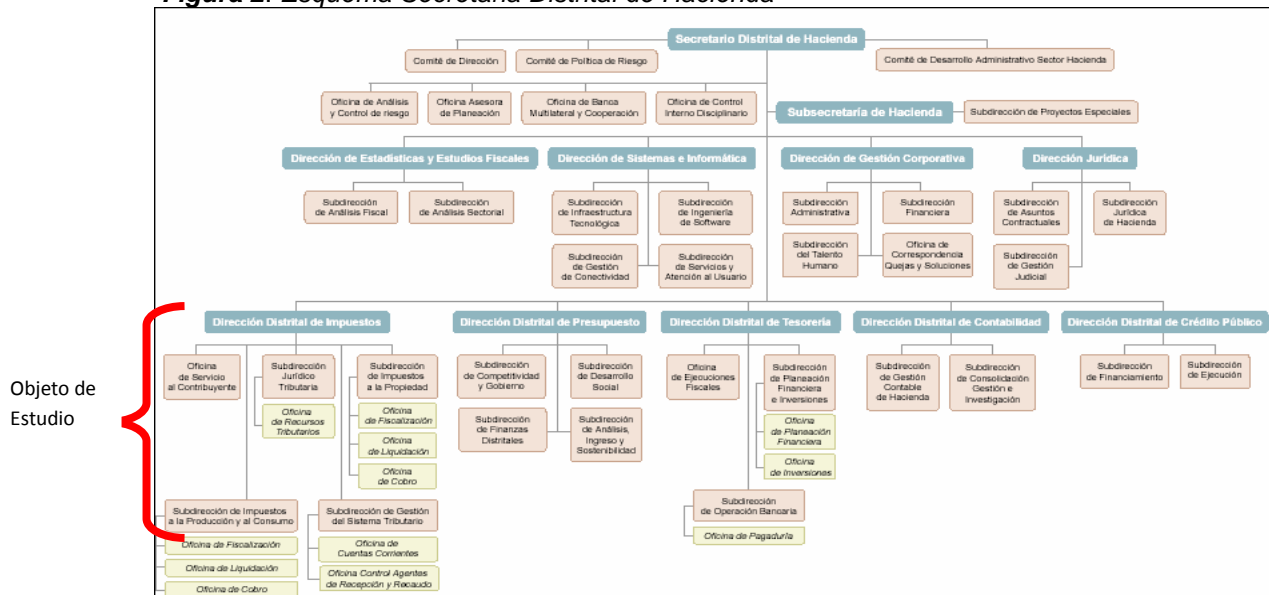 Figura 2. Esquema Secretaria Distrital de Hacienda
Secretario Distrital de Hacienda
Comité de Dirección
Comité de Política de Riesgo
Comité de Desarrollo Administrativo Sector Hacienda
Oficina de Análisis
y Control de riesgo
Oficina Asesora
de Planeación
Oficina de Banca
Multilateral y Cooperación
Oficina de Control
Interno Disciplinario
Subsecretaría de Hacienda
Subdirección de Proyectos Especiales
Dirección de Estadísticas y Estudios Fiscales
Dirección de Sistemas e Informática
Dirección de Gestión Corporativa
Dirección Jurídica
Subdirección
de Análisis Fiscal
Subdirección
de Análisis Sectorial
Subdirección
de Infraestructura
Tecnológica
Subdirección
de Ingeniería
de Software
Subdirección
Administrativa
Subdirección
Financiera
Subdirección
de Asuntos
Contractuales
Subdirección
Jurídica
de Hacienda
Subdirección
de Gestión
de Conectividad
Subdirección
de Servicios y
Atención al Usuario
Subdirección
del Talento
Humano
Oficina de
Correspondencia
Quejas y Soluciones
Subdirección
de Gestión
Judicial
Objeto de
Estudio
Dirección Distrital de Impuestos
Dirección Distrital de Presupuesto
Dirección Distrital de Tesorería
Dirección Distrital de Contabilidad
Dirección Distrital de Crédito Público
Oficina
de Servicio
al Contribuyente
Subdirección
Jurídico
Tributaria
Oficina
de Recursos
Tributarios
Subdirección
de Impuestos
a la Propiedad
Oficina
de Fiscalización
Oficina
de Liquidación
Oficina
de Cobro
Subdirección de Impuestos
a la Producción y al Consumo
Oficina de Fiscalización
Oficina de Liquidación
Oficina de Cobro
Subdirección de Gestión
del Sistema Tributario
Oficina de
Cuentas Corrientes
Oficina Control Agentes
de Recepción y Recaudo
Subdirección
de Competitividad
y Gobierno
Subdirección
de Desarrollo
Social
Subdirección
de Finanzas
Distritales
Subdirección
de Análisis,
Ingreso y
Sostenibilidad
Oficina
de Ejecuciones
Fiscales
Subdirección
de Planeación
Financiera
e Inversiones
Oficina
de Planeación
Financiera
Oficina
de Inversiones
Subdirección
de Operación Bancaria
Oficina de Pagaduría
Subdirección
de Gestión
Contable
de Hacienda
Subdirección
de Consolidación
Gestión e
Investigación
Subdirección
de Financiamiento
Subdirección
de Ejecución